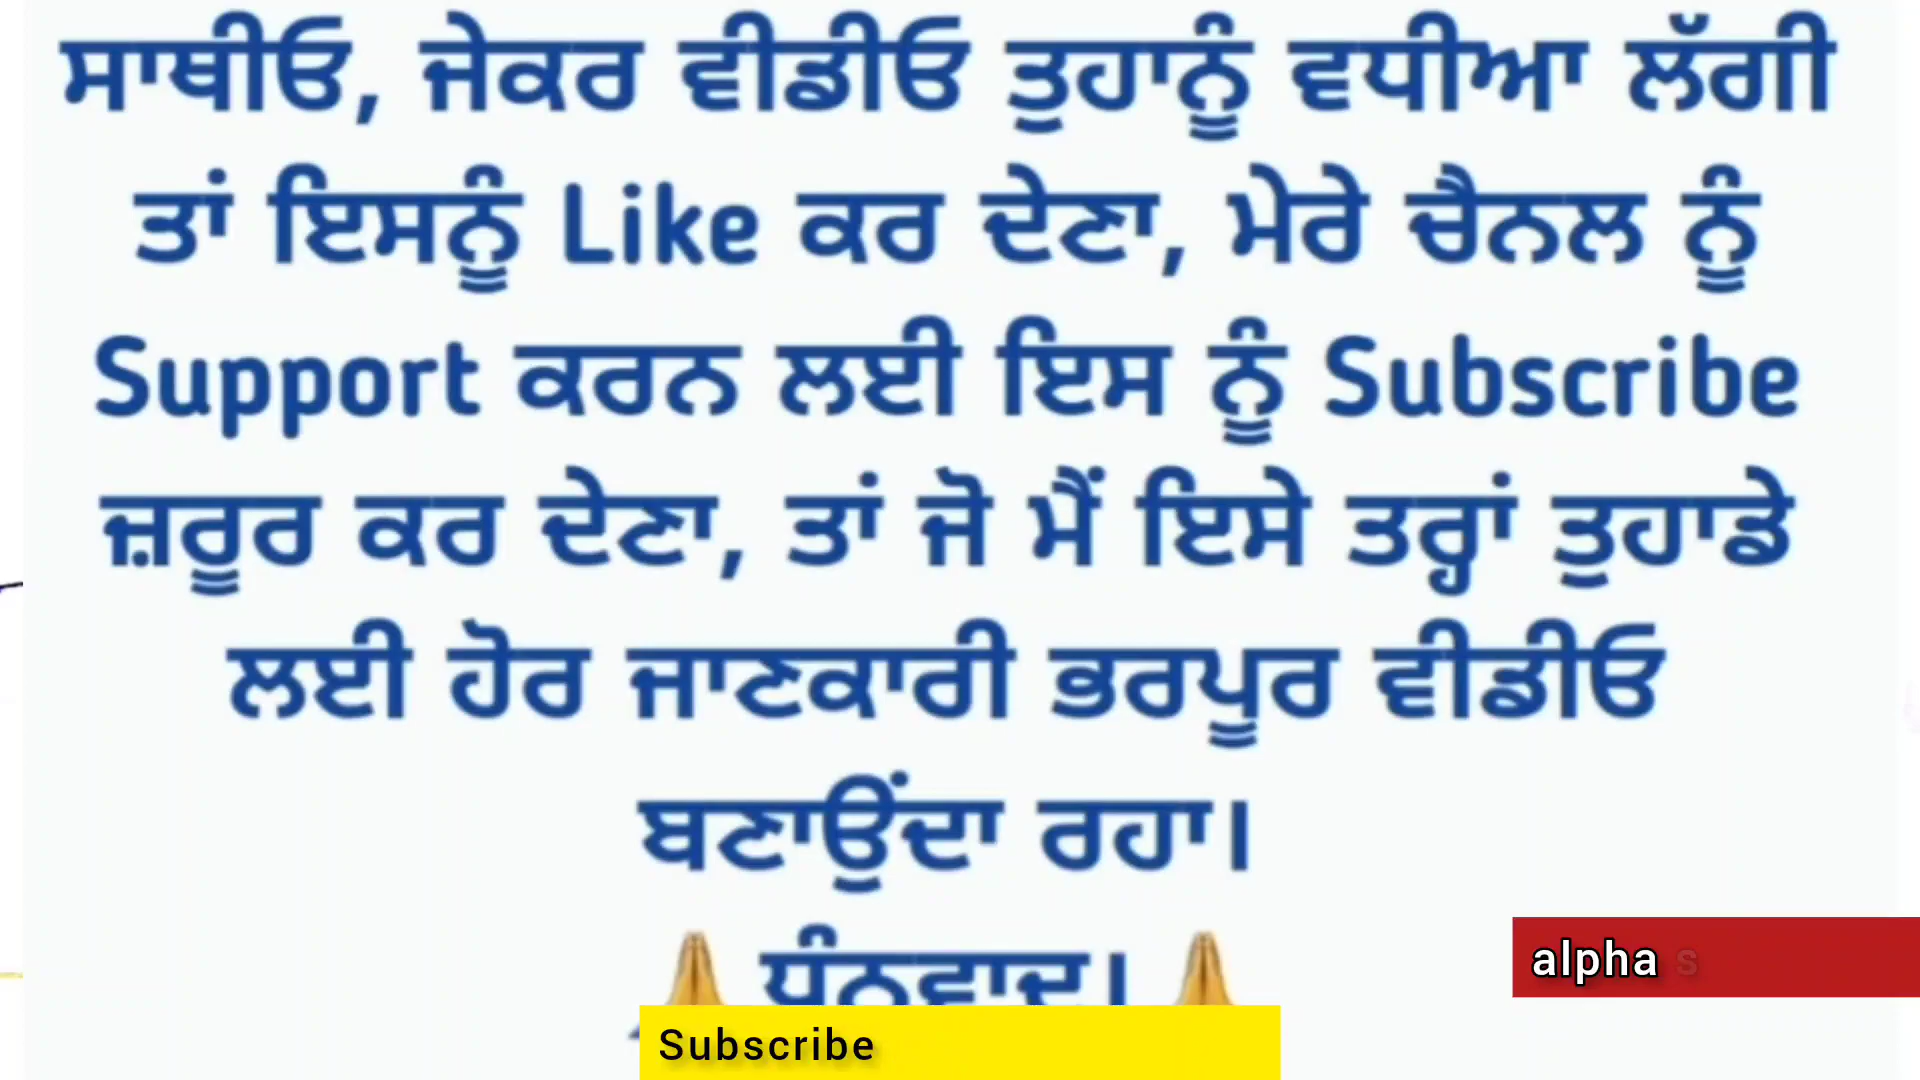 ਸਾਥੀਓ, ਜੇਕਰ ਵੀਡੀਓ ਤੁਹਾਨੂੰ ਵਧੀਆ ਲੱਗੀ
ਤਾਂ ਇਸਨੂੰ Like ਕਰ ਦੇਣਾ, ਮੇਰੇ ਚੈਨਲ ਨੂੰ
Support ਕਰਨ ਲਈ ਇਸ ਨੂੰ Subscribe
ਜ਼ਰੂਰ ਕਰ ਦੇਣਾ, ਤਾਂ ਜੋ ਮੈਂ ਇਸੇ ਤਰ੍ਹਾਂ ਤੁਹਾਡੇ
ਲਈ ਹੋਰ ਜਾਣਕਾਰੀ ਭਰਪੂਰ ਵੀਡੀਓ
ਬਣਾਉਂਦਾ ਰਹਾ।
🙏 ਧੰਨਵਾਦ। 🙏
alpha s
Subscribe